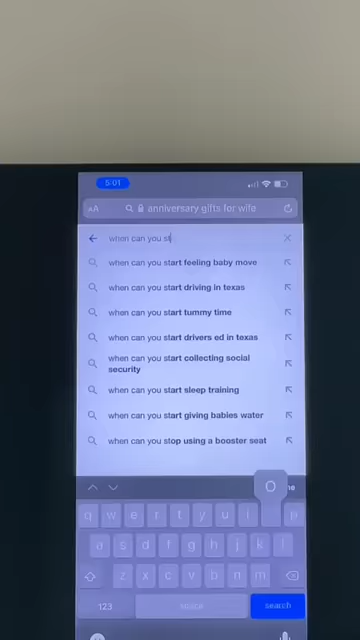 5:01
AA anniversary gifts for wife
when can you st
when can you start feeling baby move
when can you start driving in texas
when can you start tummy time
when can you start drivers ed in texas
when can you start collecting social
security
when can you start sleep training
when can you start giving babies water
when can you stop using a booster seat
O
q w e r t y u i p
a s d f g h j k l
z x c v b n m
123 space search